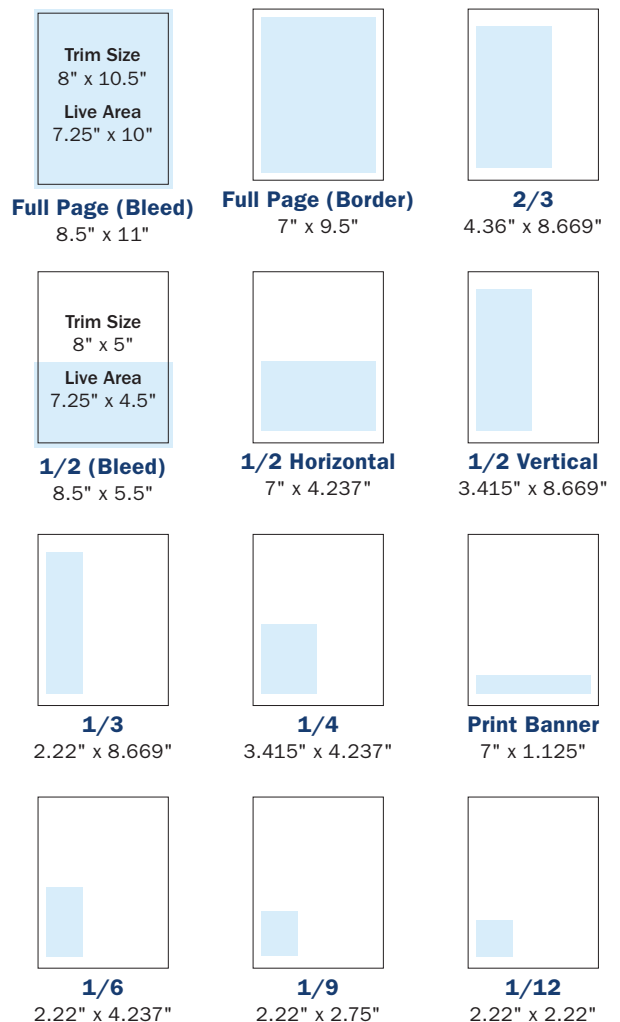 Trim Size
8" x 10.5"
Live Area
7.25" x 10"
Full Page (Bleed)
8.5" x 11"
Full Page (Border)
7" x 9.5"
2/3
4.36" x 8.669"
Trim Size
8" x 5"
Live Area
7.25" x 4.5"
1/2 (Bleed)
8.5" x 5.5"
1/2 Horizontal
7" x 4.237"
1/2 Vertical
3.415" x 8.669"
1/3
2.22" x 8.669"
1/4
3.415" x 4.237"
Print Banner
7" x 1.125"
1/6
2.22" x 4.237"
1/9
2.22" x 2.75"
1/12
2.22" x 2.22"